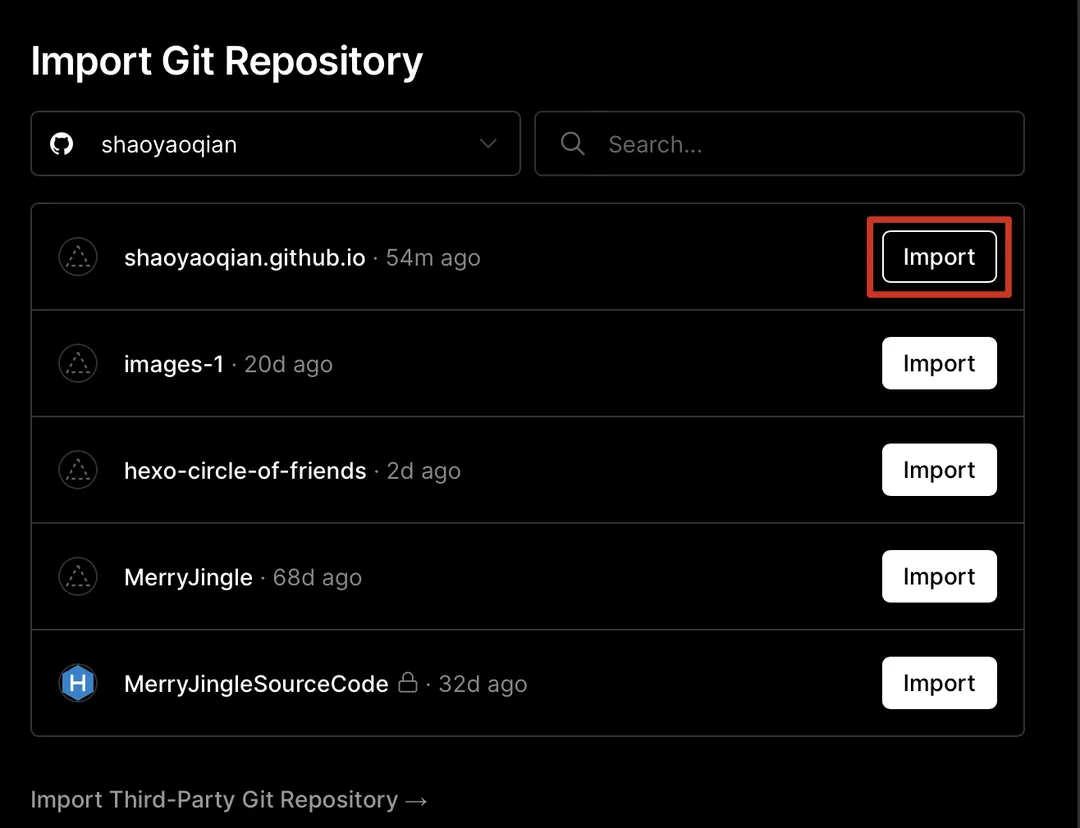 Import Git Repository
shaoyaoqian
Search...
shaoyaoqian.github.io · 54m ago
Import
images-1 · 20d ago
Import
hexo-circle-of-friends · 2d ago
Import
MerryJingle · 68d ago
Import
H
MerryJingleSourceCode · 32d ago
Import
Import Third-Party Git Repository →